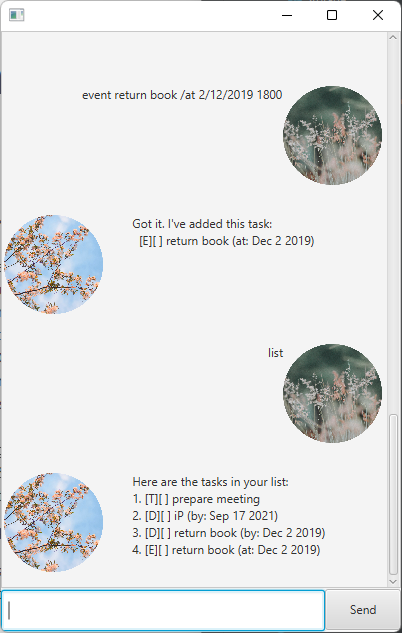 event return book /at 2/12/2019 1800
Got it. I've added this task:
[E][ ] return book (at: Dec 2 2019)
list
Here are the tasks in your list:
1. [T][ ] prepare meeting
2. [D][ ] iP (by: Sep 17 2021)
3. [D][ ] return book (by: Dec 2 2019)
4. [E][ ] return book (at: Dec 2 2019)
Send